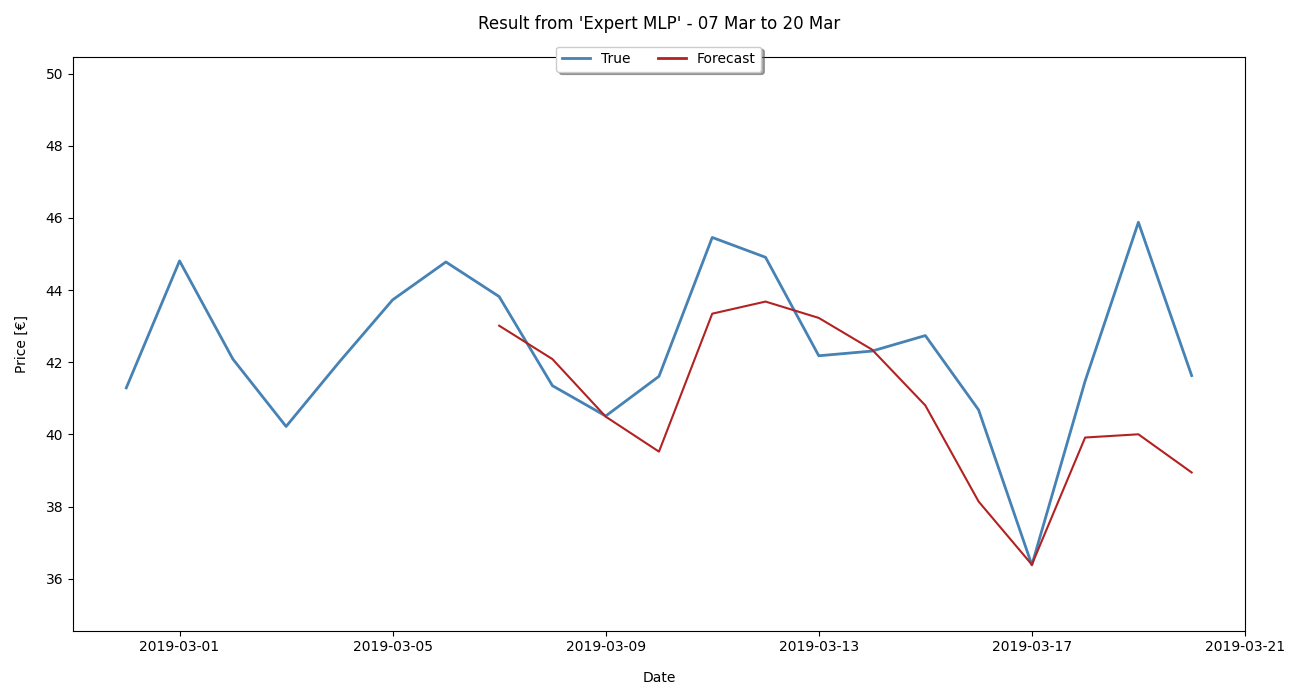 Result from 'Expert MLP' - 07 Mar to 20 Mar
True Forecast
50
48
46
44
42
40
38
36
Price [€]
2019-03-01 2019-03-05 2019-03-09 2019-03-13 2019-03-17 2019-03-21
Date